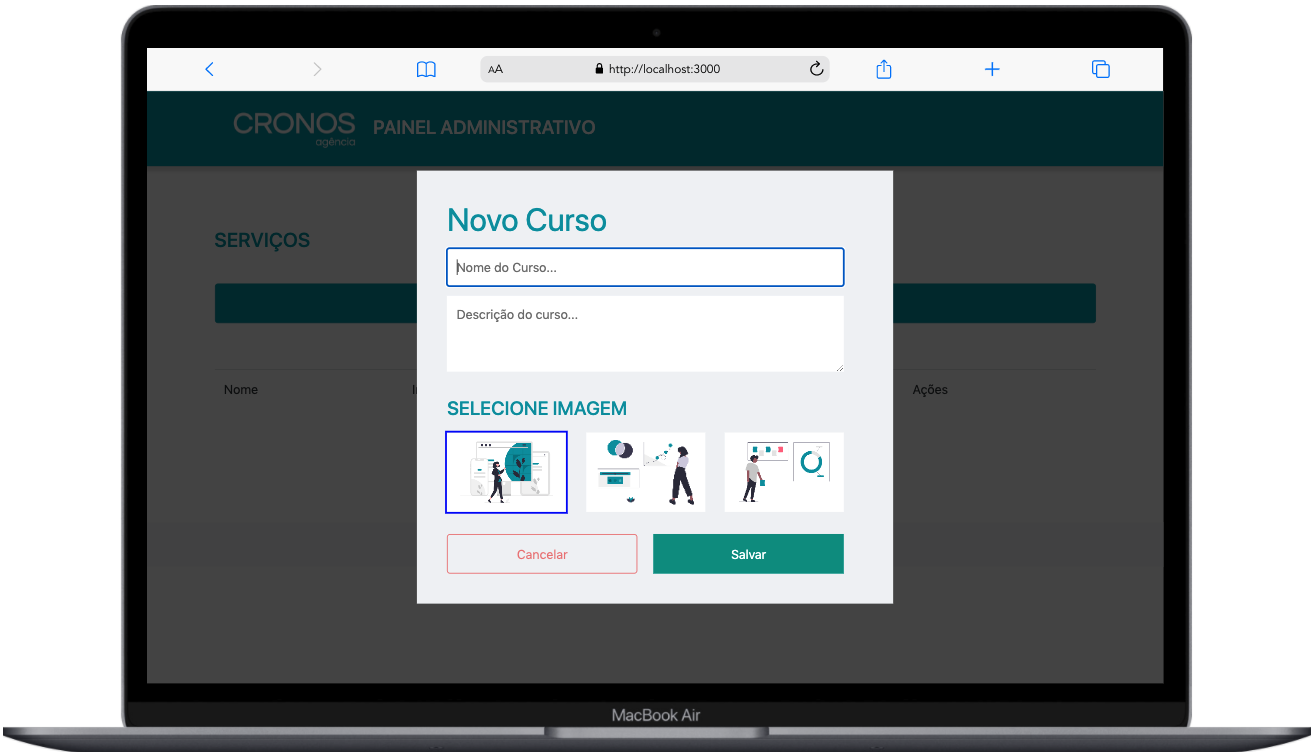 AA http://localhost:3000
CRONOS
agência
PAINEL ADMINISTRATIVO
SERVIÇOS
Nome
Ações
Novo Curso
Nome do Curso...
Descrição do curso...
SELECIONE IMAGEM
Cancelar
Salvar
MacBook Air